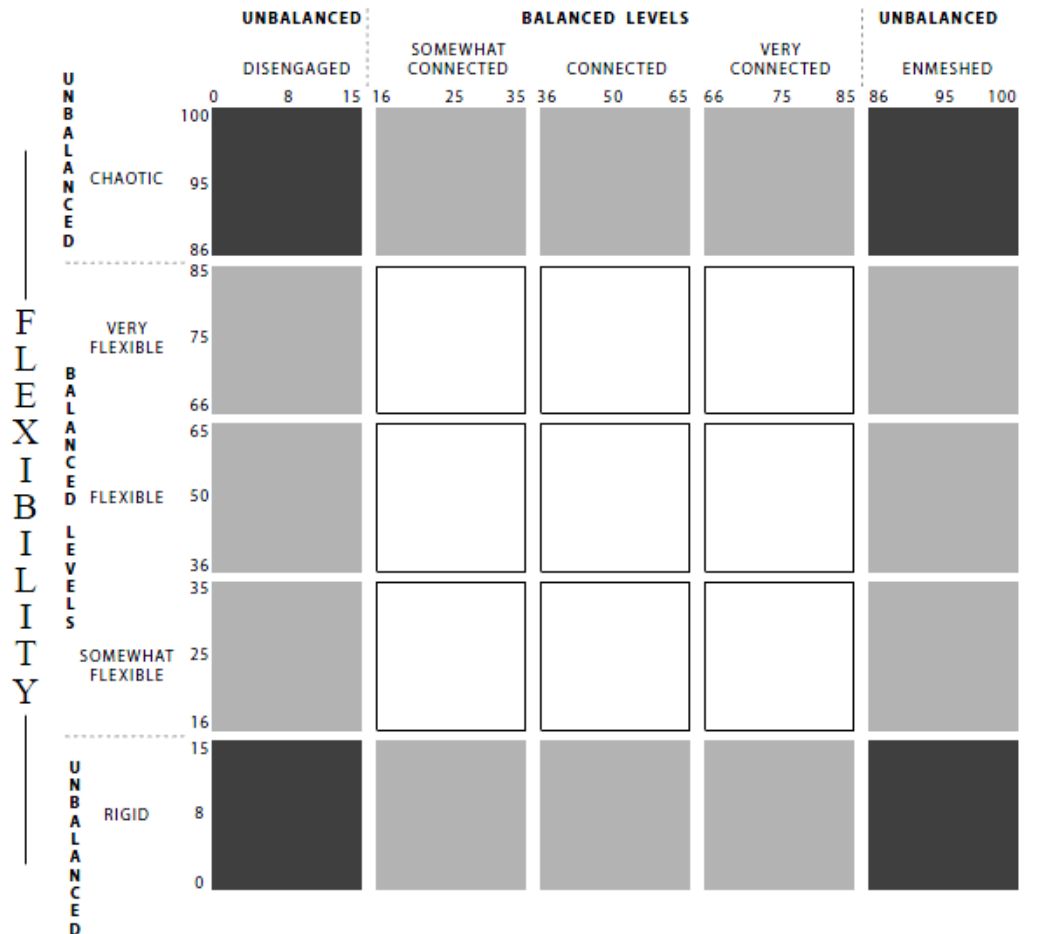 UNBALANCED BALANCED LEVELS UNBALANCED
DISENGAGED SOMEWHAT CONNECTED CONNECTED VERY CONNECTED ENMESHED
0 8 15 16 25 35 36 50 65 66 75 85 86 95 100
FLEXIBILITY
UNBALANCED
CHAOTIC
100
95
86
BALANCED LEVELS
VERY
FLEXIBLE
85
75
66
FLEXIBLE
65
50
36
SOMEWHAT
FLEXIBLE
35
25
16
UNBALANCED
RIGID
15
8
0